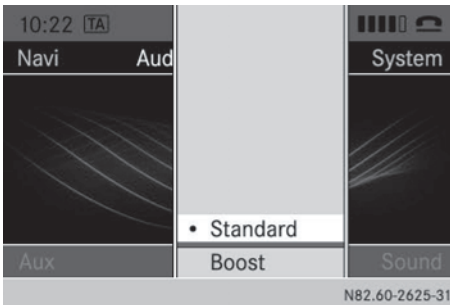 10:22 TA
Navi Aud System
• Standard
Aux Boost Sound
N82.60-2625-31